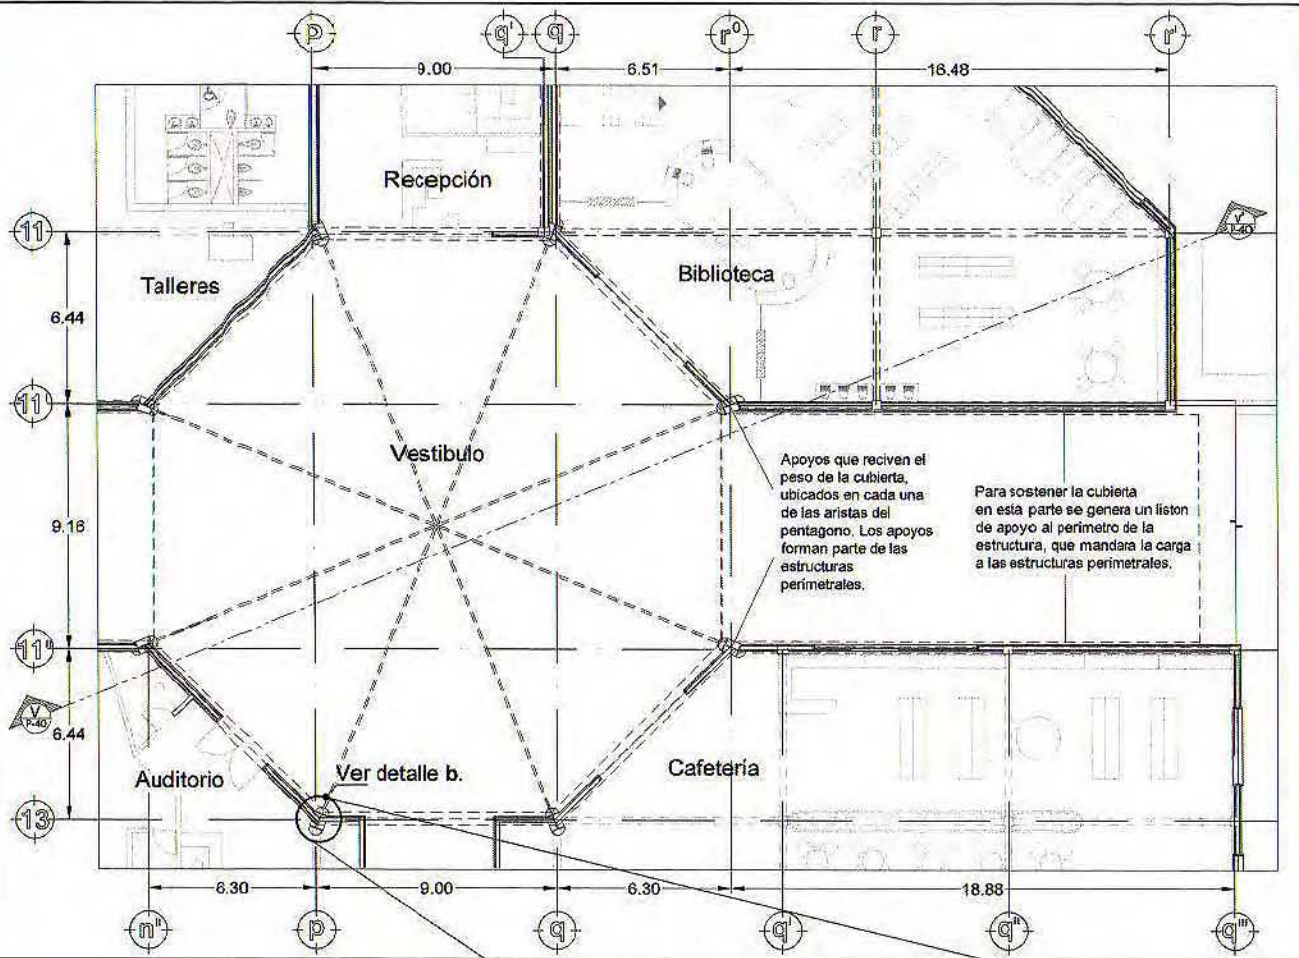 p q' q r⁰ r r'
9.00 6.51 16.48
Recepción
11
V' P-40
Talleres
Biblioteca
6.44
11'
Vestibulo
Apoyos que reciven el
peso de la cubierta,
ubicados en cada una
de las aristas del
pentagono. Los apoyos
forman parte de las
estructuras
perimetrales.
Para sostener la cubierta
en esta parte se genera un liston
de apoyo al perimetro de la
estructura, que mandara la carga
a las estructuras perimetrales.
9.16
11"
V P-40
6.44
Auditorio
Ver detalle b.
Cafetería
13
6.30 9.00 6.30 18.88
n" p q q' q" q'''